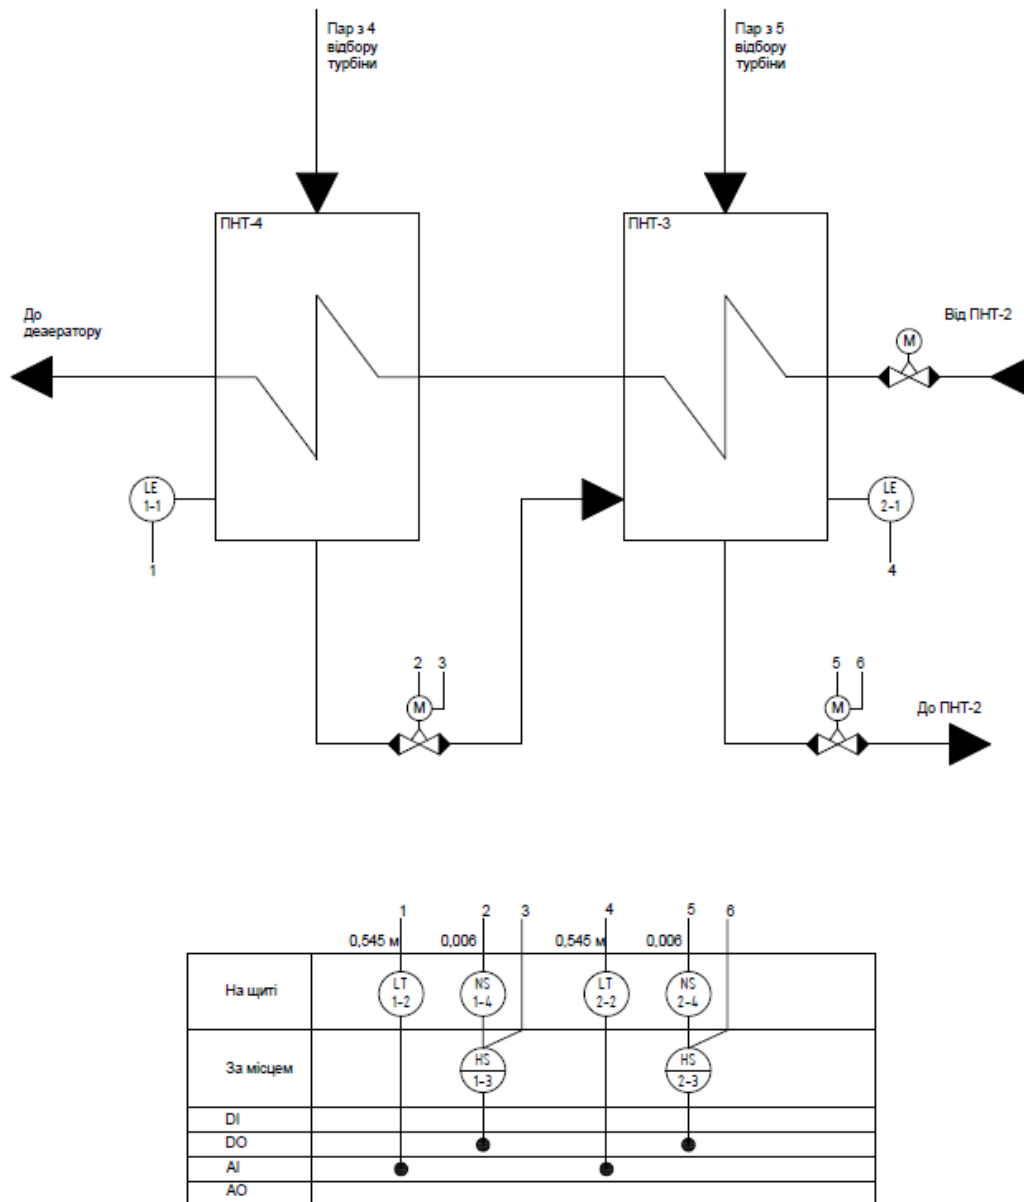 Пар з 4
відбору
турбіни
Пар з 5
відбору
турбіни
ПНТ-4
ПНТ-3
До
деаератору
Від ПНТ-2
M
LE
1-1
LE
2-1
1
4
2 3
M
5 6
M
До ПНТ-2
1 2 3 4 5 6
0,545 м 0,006 0,545 м 0,006
На щиті
LT
1-2
NS
1-4
LT
2-2
NS
2-4
За місцем
HS
1-3
HS
2-3
DI
DO
AI
AO